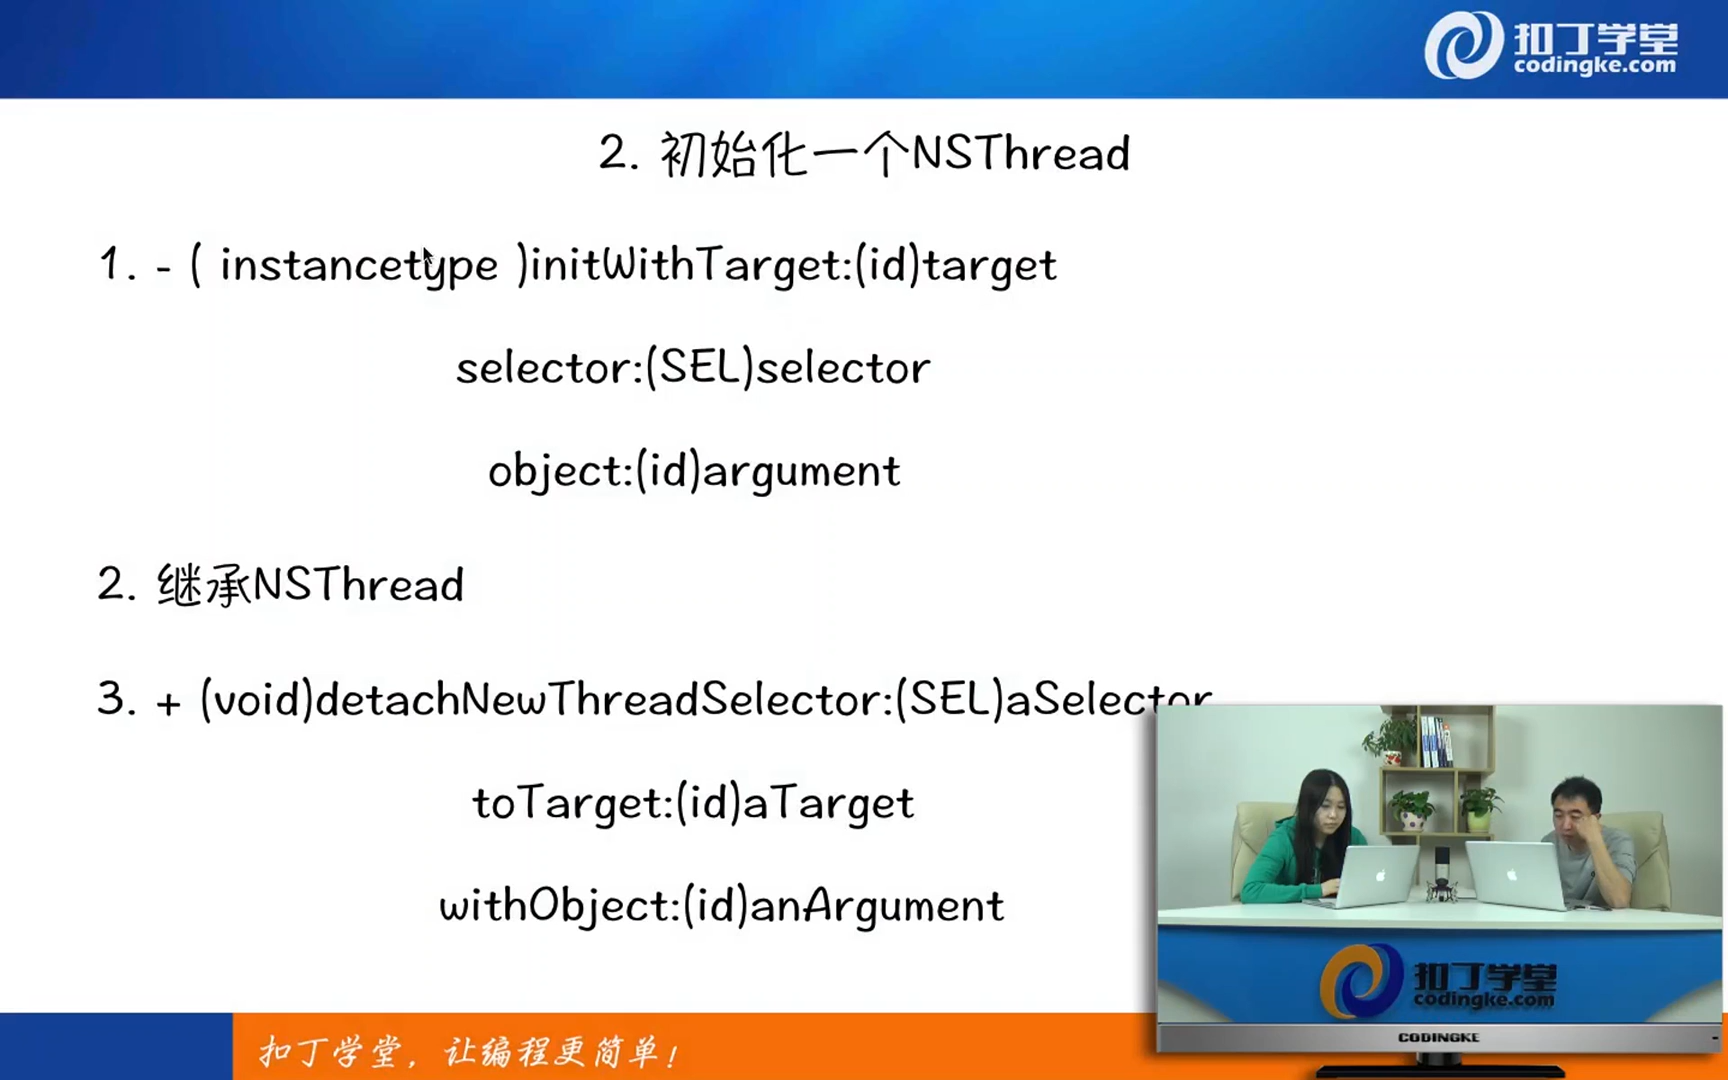 扣丁学堂
codingke.com
2. 初始化一个NSThread
1. - ( instancetype )initWithTarget:(id)target
selector:(SEL)selector
object:(id)argument
2. 继承NSThread
3. + (void)detachNewThreadSelector:(SEL)aSelector
toTarget:(id)aTarget
withObject:(id)anArgument
扣丁学堂
codingke.com
CODINGKE
扣丁学堂，让编程更简单！